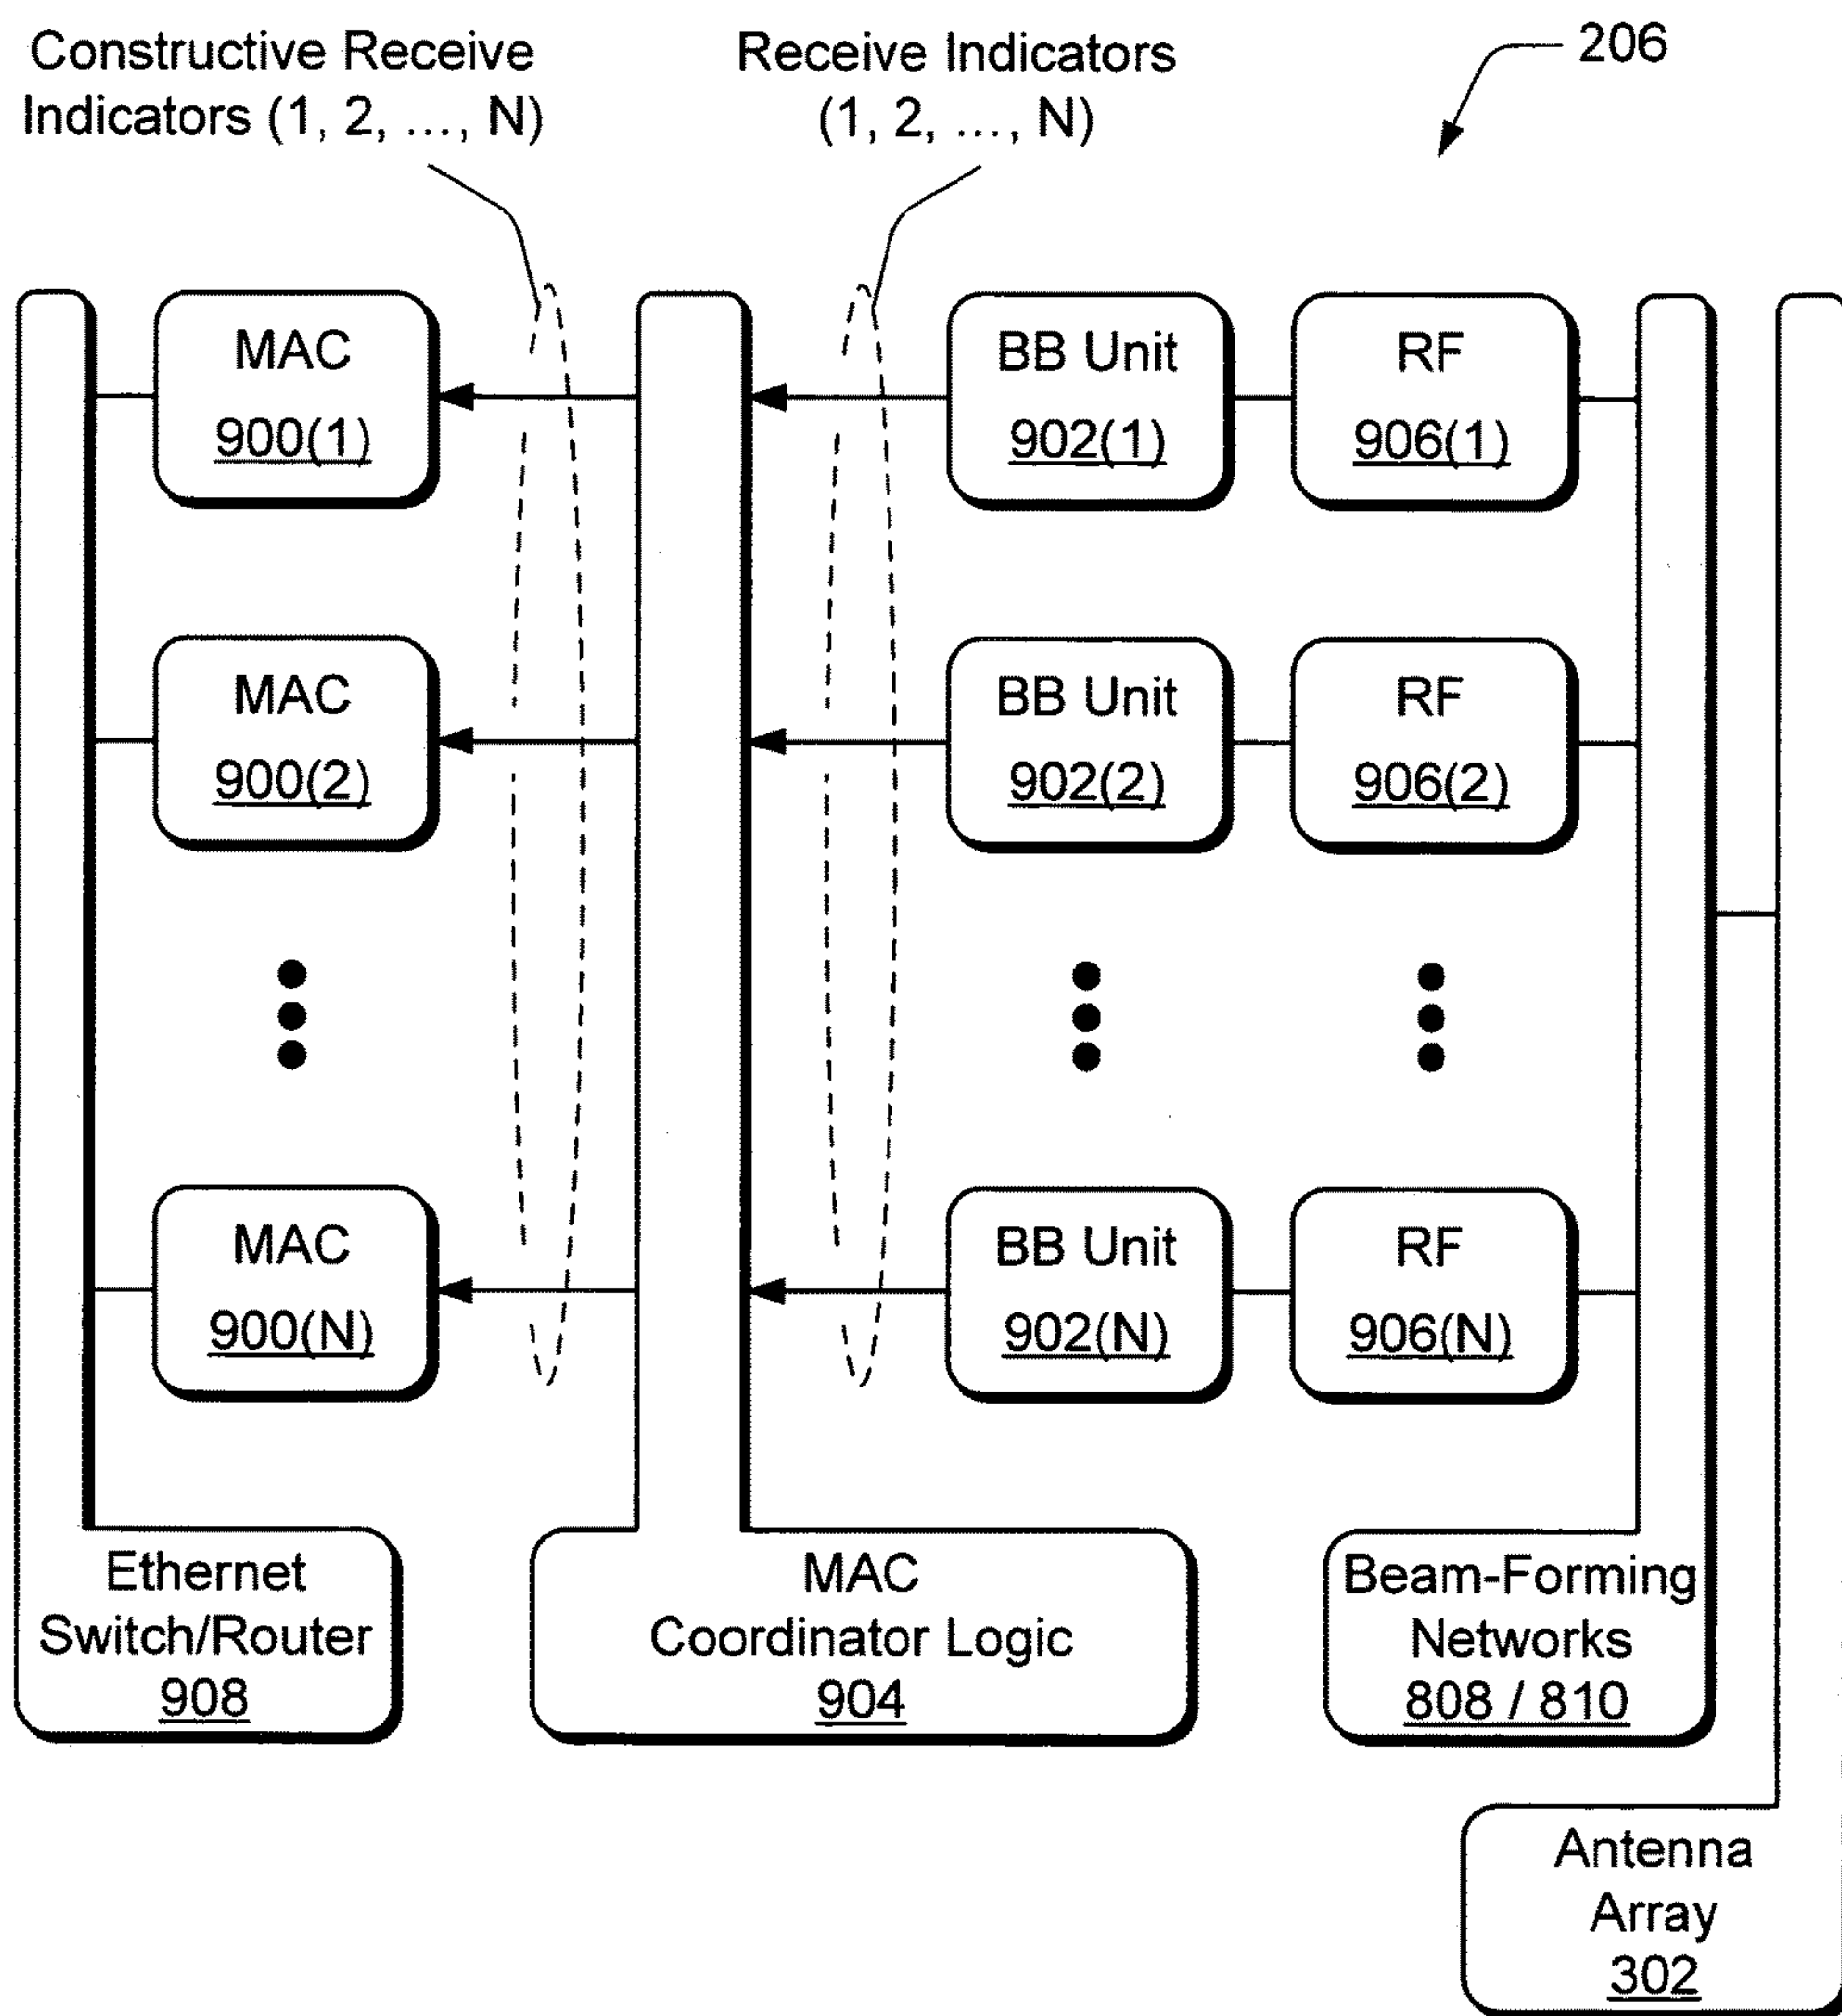 Constructive Receive
Indicators (1, 2, ..., N)
Receive Indicators
(1, 2, ..., N)
206
MAC
900(1)
BB Unit
902(1)
RF
906(1)
MAC
900(2)
BB Unit
902(2)
RF
906(2)
MAC
900(N)
BB Unit
902(N)
RF
906(N)
Ethernet
Switch/Router
908
MAC
Coordinator Logic
904
Beam-Forming
Networks
808 / 810
Antenna
Array
302